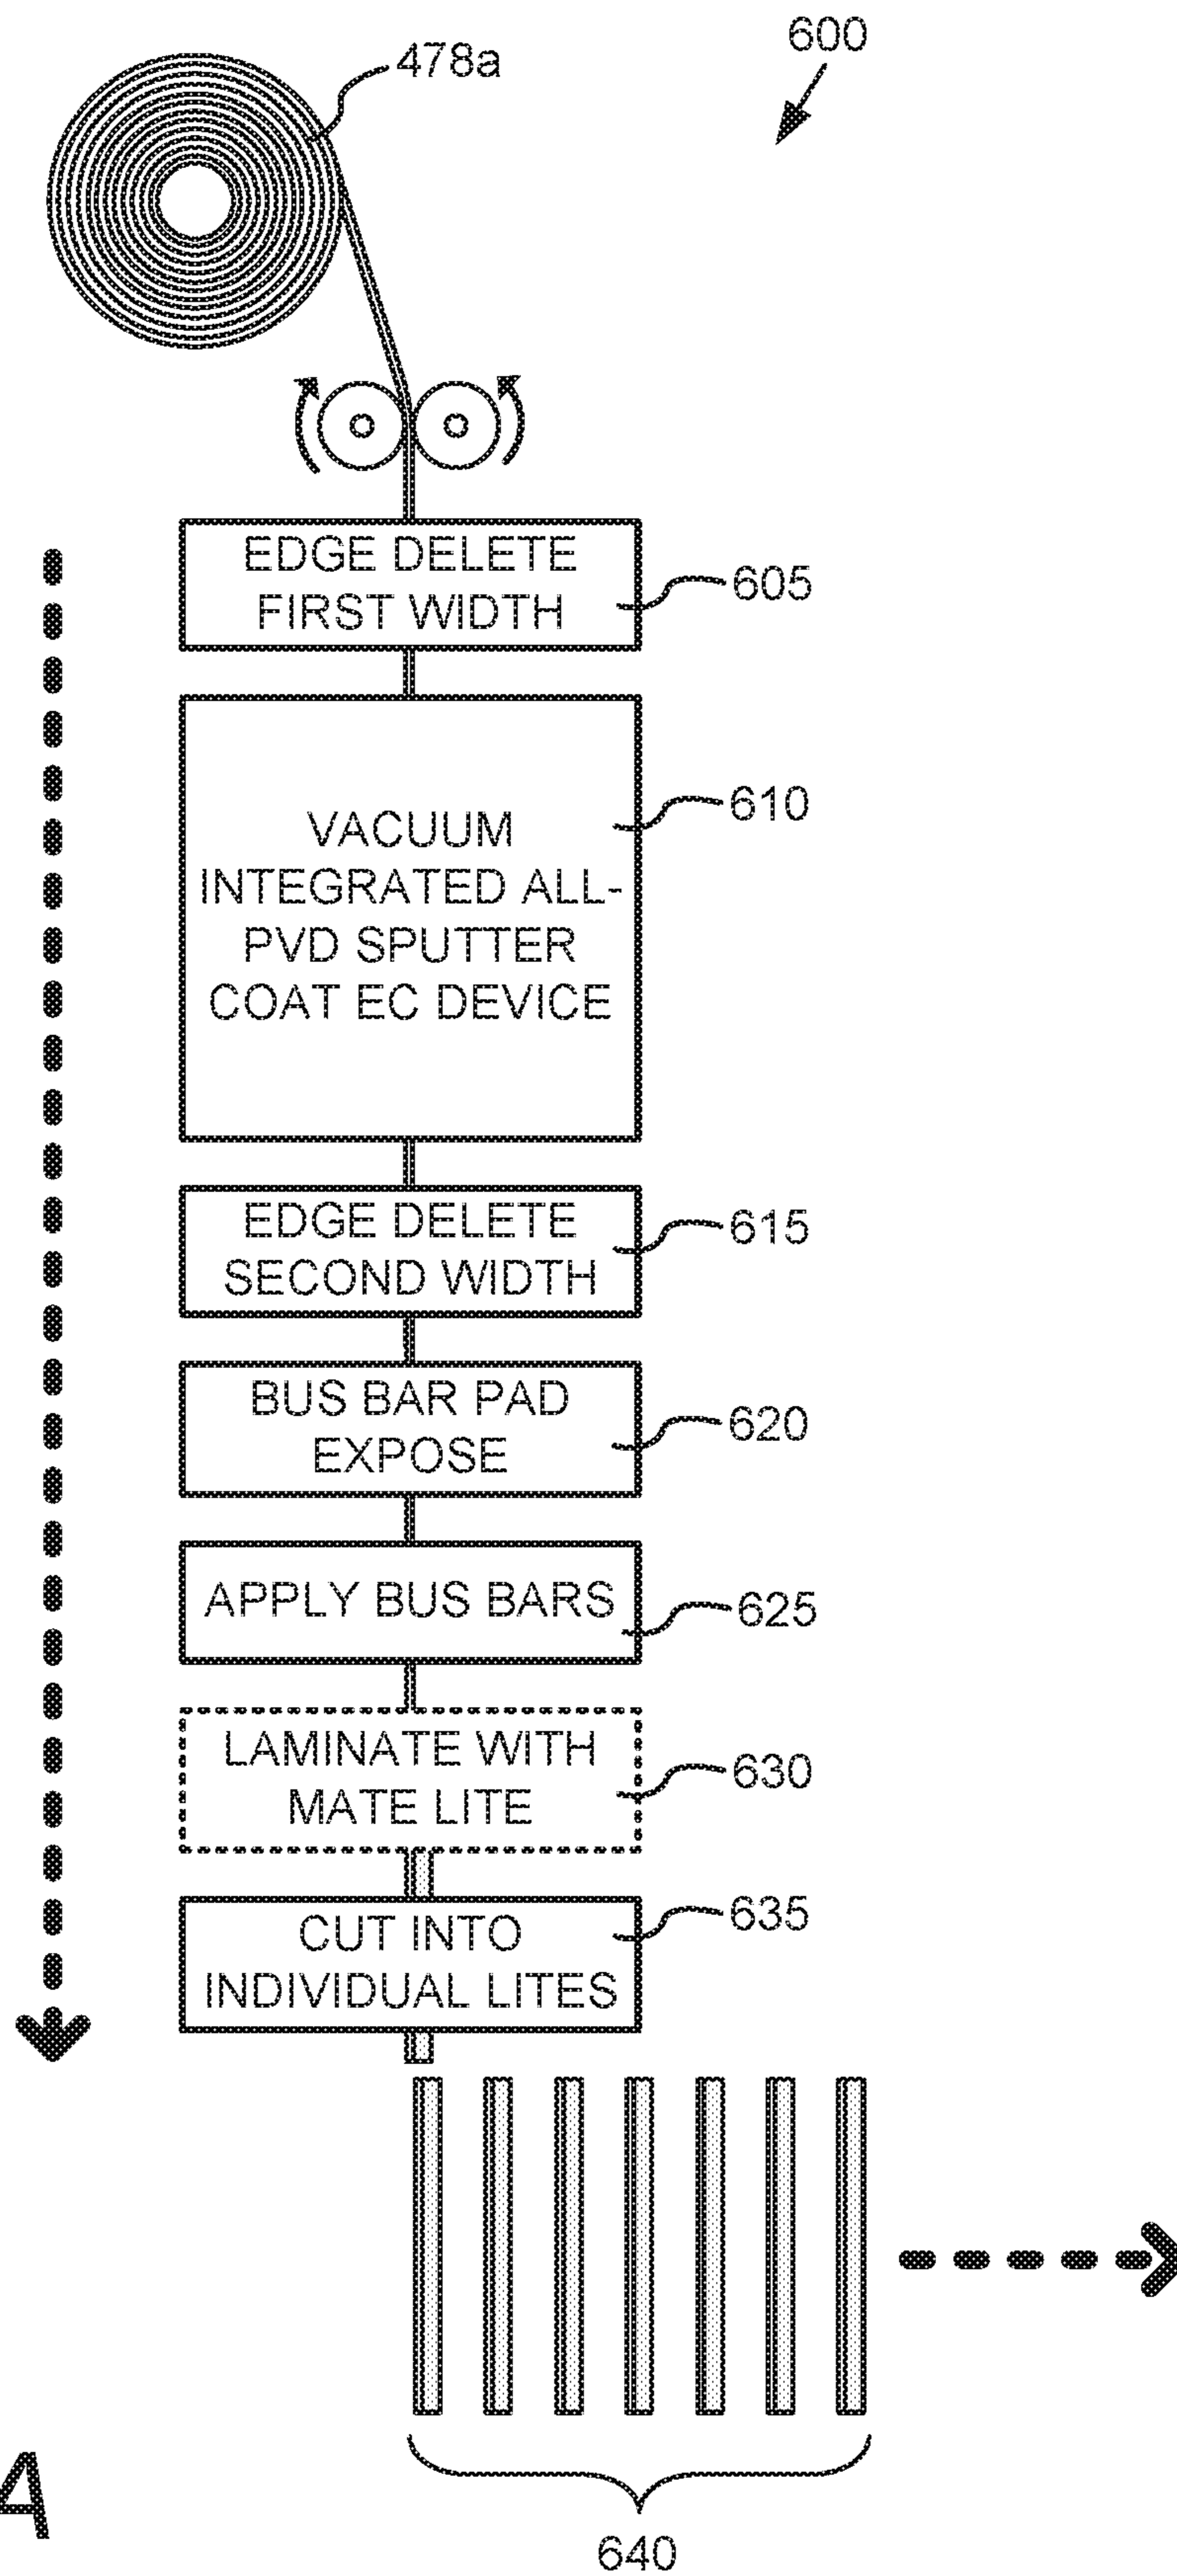 600
478a
EDGE DELETE
FIRST WIDTH
605
VACUUM
INTEGRATED ALL-
PVD SPUTTER
COAT EC DEVICE
610
EDGE DELETE
SECOND WIDTH
615
BUS BAR PAD
EXPOSE
620
APPLY BUS BARS
625
LAMINATE WITH
MATE LITE
630
CUT INTO
INDIVIDUAL LITES
635
A
640